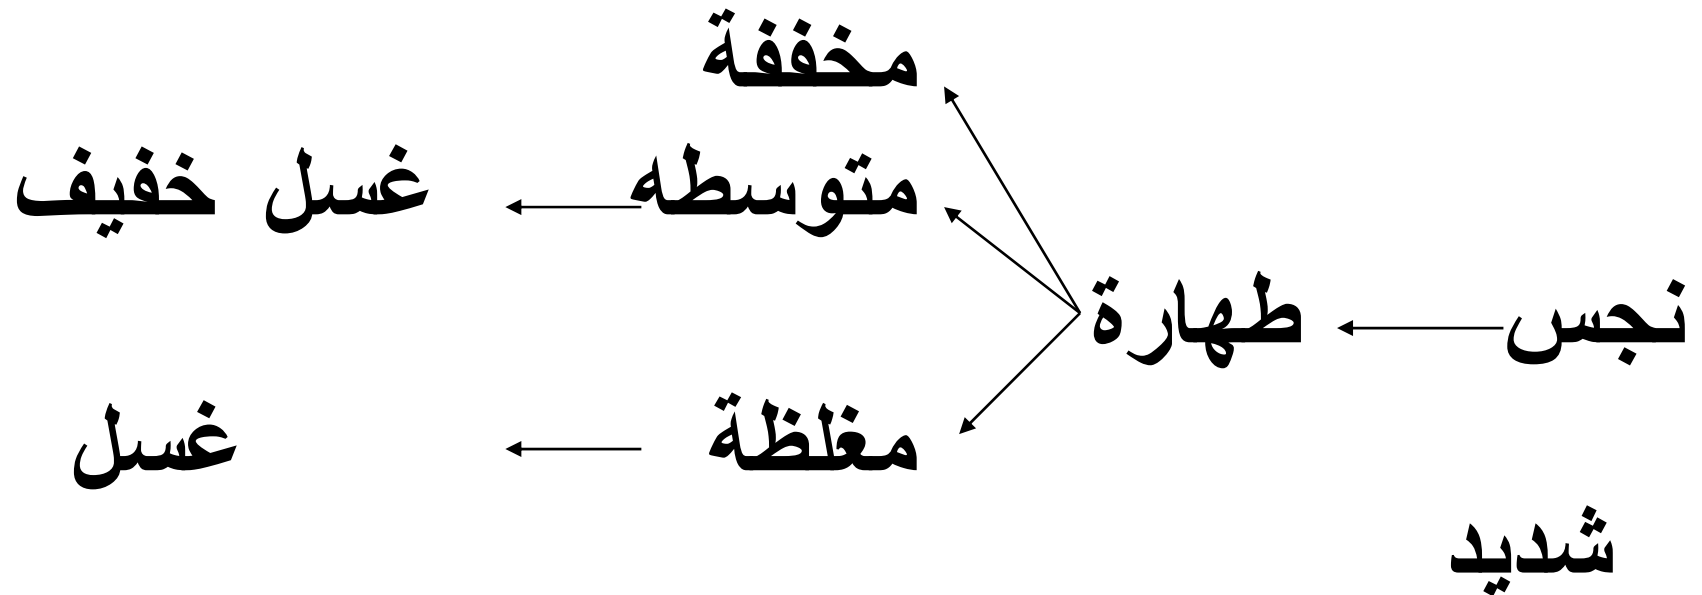 مخففة
متوسطه
غسل خفيف
نجس
طهارة
مغلظة
غسل
شديد